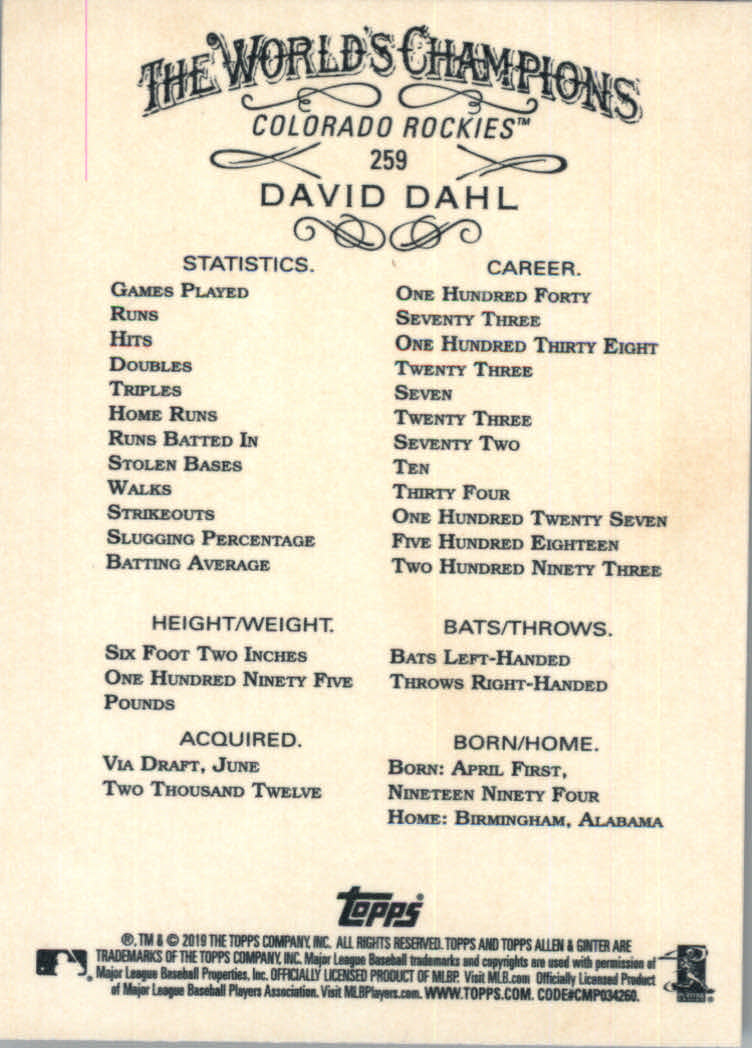 THE WORLD'S CHAMPIONS
COLORADO ROCKIES™
259
DAVID DAHL
STATISTICS. CAREER.
GAMES PLAYED ONE HUNDRED FORTY
RUNS SEVENTY THREE
HITS ONE HUNDRED THIRTY EIGHT
DOUBLES TWENTY THREE
TRIPLES SEVEN
HOME RUNS TWENTY THREE
RUNS BATTED IN SEVENTY TWO
STOLEN BASES TEN
WALKS THIRTY FOUR
STRIKEOUTS ONE HUNDRED TWENTY SEVEN
SLUGGING PERCENTAGE FIVE HUNDRED EIGHTEEN
BATTING AVERAGE TWO HUNDRED NINETY THREE
HEIGHT/WEIGHT.
SIX FOOT TWO INCHES
ONE HUNDRED NINETY FIVE
POUNDS
BATS/THROWS.
BATS LEFT-HANDED
THROWS RIGHT-HANDED
ACQUIRED.
VIA DRAFT, JUNE
TWO THOUSAND TWELVE
BORN/HOME.
BORN: APRIL FIRST,
NINETEEN NINETY FOUR
HOME: BIRMINGHAM, ALABAMA
topps®
®, TM & © 2019 THE TOPPS COMPANY, INC. ALL RIGHTS RESERVED. TOPPS AND TOPPS ALLEN & GINTER ARE
TRADEMARKS OF THE TOPPS COMPANY, INC. Major League Baseball trademarks and copyrights are used with permission of
Major League Baseball Properties, Inc. OFFICIALLY LICENSED PRODUCT OF MLBP. Visit MLB.com Officially Licensed Product
of Major League Baseball Players Association. Visit MLBPlayers.com. WWW.TOPPS.COM. CODE#CMP034260.